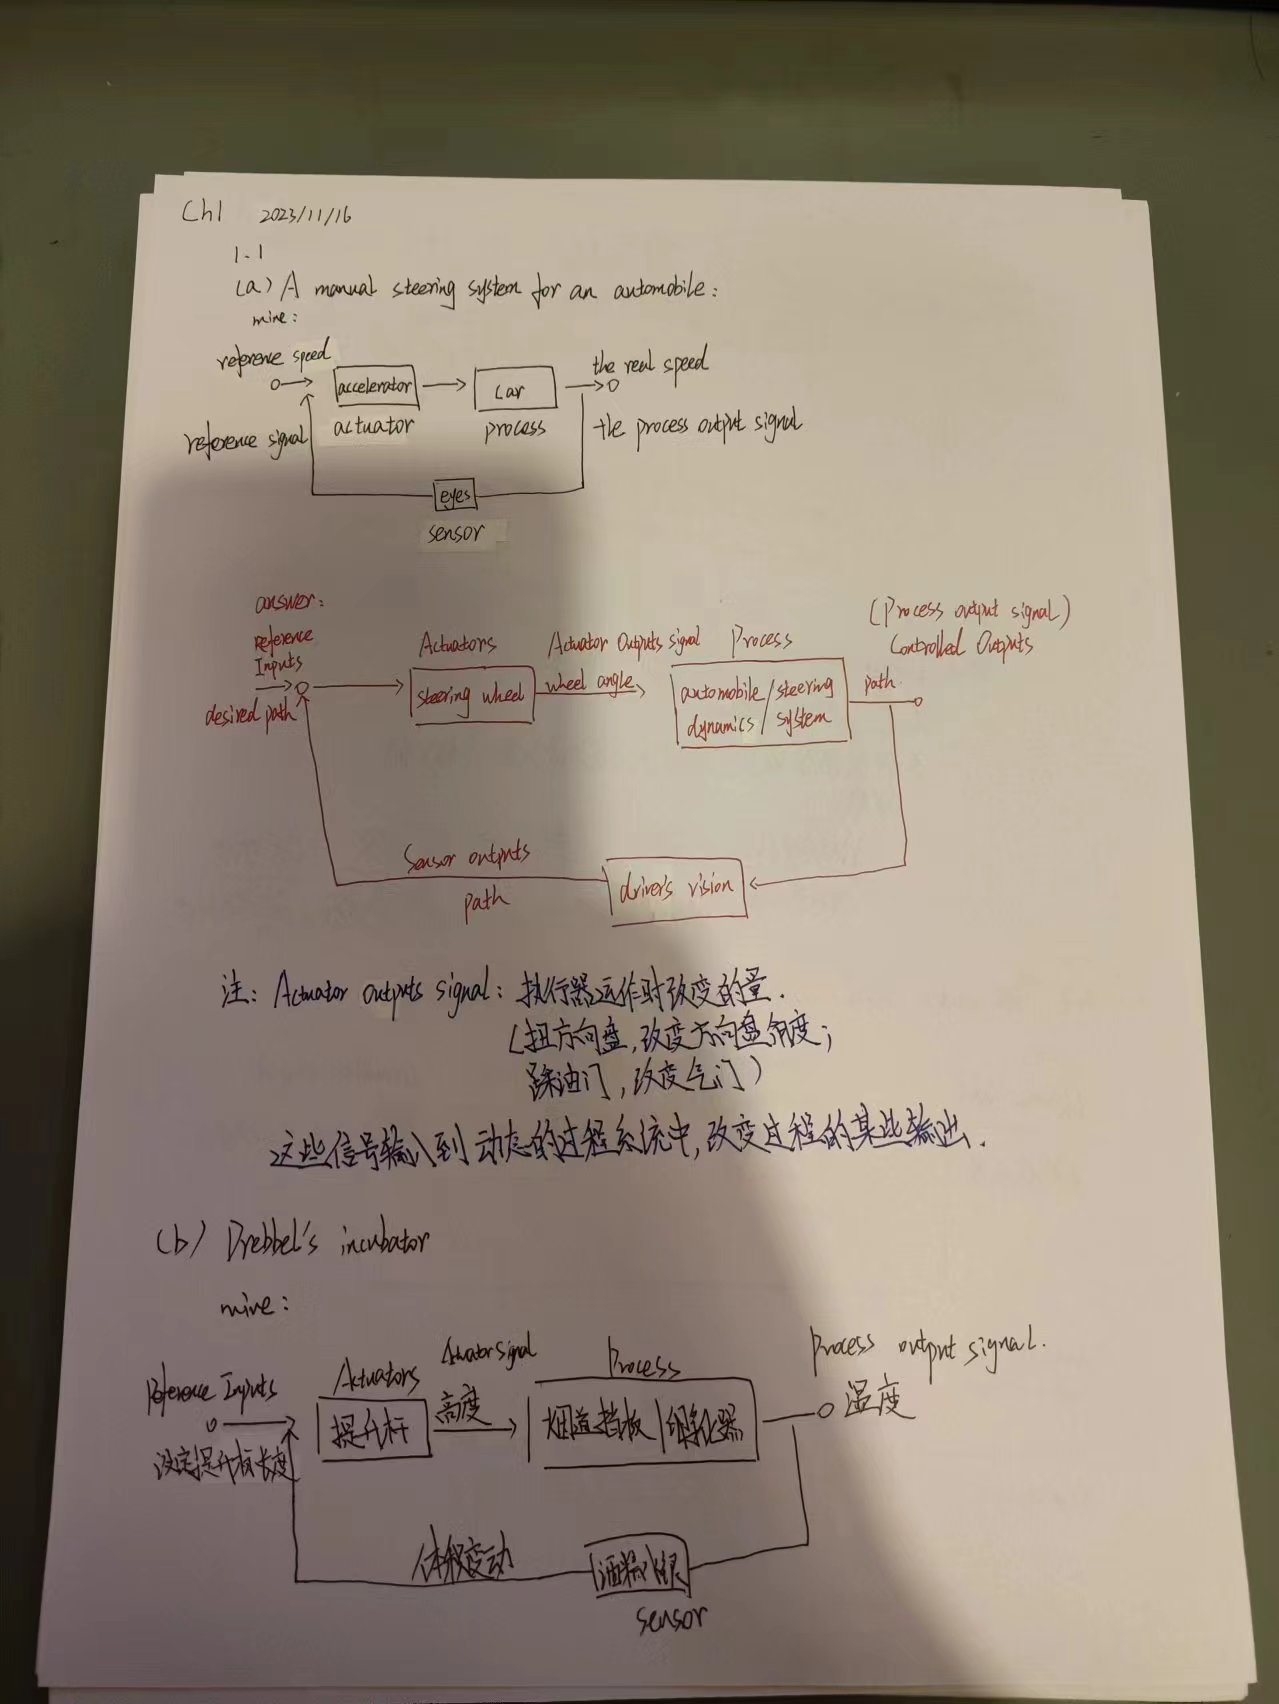 Ch1 2023/11/16
1.1
(a) A manual steering system for an automobile:
mine:
reference speed
the real speed
accelerator
car
actuator
process
the process output signal
reference signal
eyes
sensor
answer:
(Process output signal)
Reference
Inputs
Actuators
Actuator Outputs signal
Process
Controlled Outputs
steering wheel
wheel angle
automobile / steering
dynamics / system
path
desired path
Sensor outputs
path
driver's vision
注: Actuator outputs signal: 执行器运作时改变的量.
(扭方向盘,改变方向盘角度;
踩油门,改变气门)
这些信号输入到动态的过程系统中,改变过程的某些输出.
(b) Drebbel's incubator
mine:
Reference Inputs
Actuators
Actuator signal
Process
Process output signal.
提升杆
高度
烟道挡板|孵化器
温度
设定提升杆长度
体积变动
酒精水银
sensor